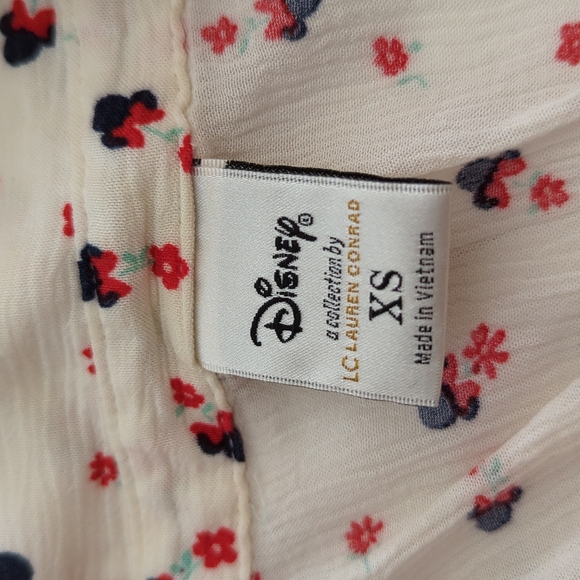 Disney©
a collection by
LC LAUREN CONRAD
XS
Made in Vietnam